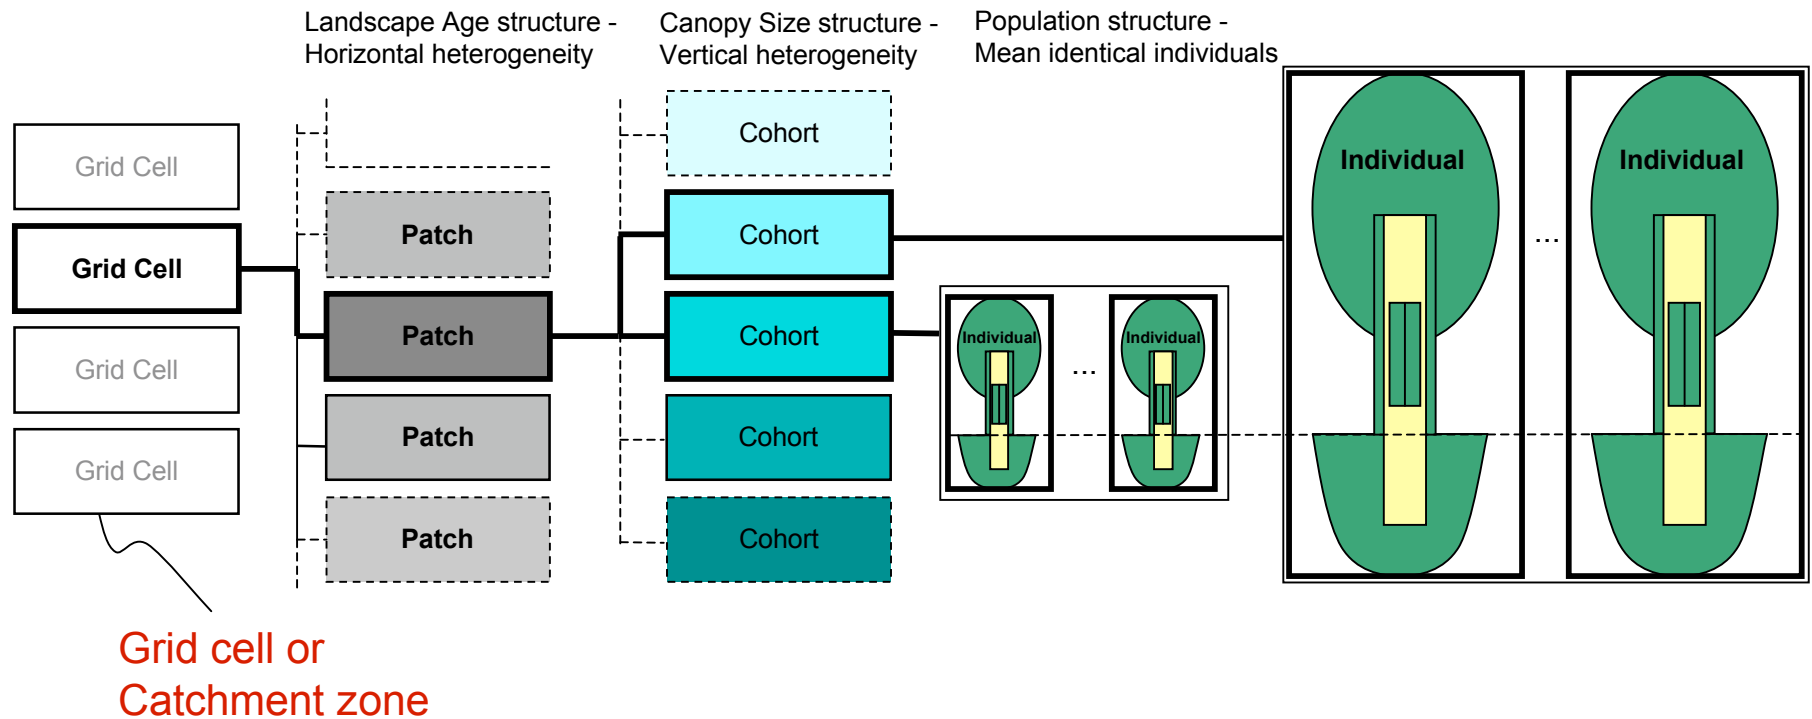 Landscape Age structure -
Horizontal heterogeneity
Canopy Size structure -
Vertical heterogeneity
Population structure -
Mean identical individuals
Grid Cell
Grid Cell
Grid Cell
Grid Cell
Patch
Patch
Patch
Patch
Cohort
Cohort
Cohort
Cohort
Cohort
Individual
...
Individual
Individual
...
Individual
Grid cell or
Catchment zone